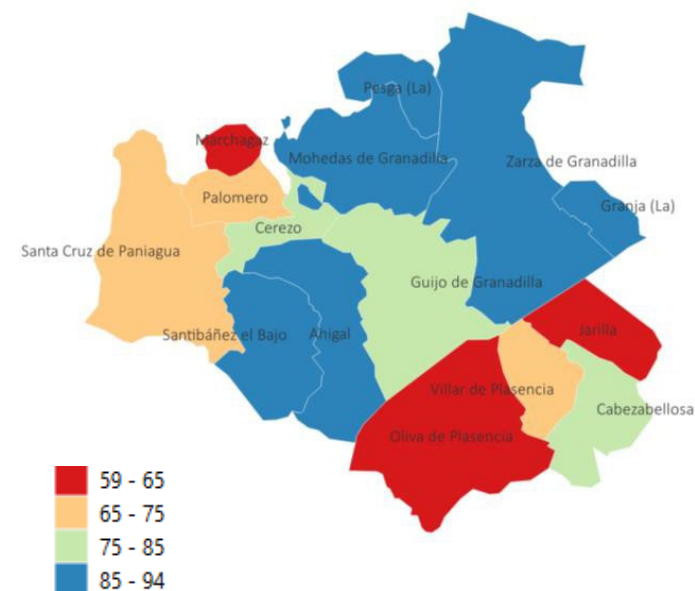 Pesga (La)
Marchagaz
Mohedas de Granadilla
Zarza de Granadilla
Palomero
Granja (La)
Cerezo
Santa Cruz de Paniagua
Guijo de Granadilla
Santibáñez el Bajo
Ahigal
Jarilla
Villar de Plasencia
Cabezabellosa
Oliva de Plasencia
59 - 65
65 - 75
75 - 85
85 - 94